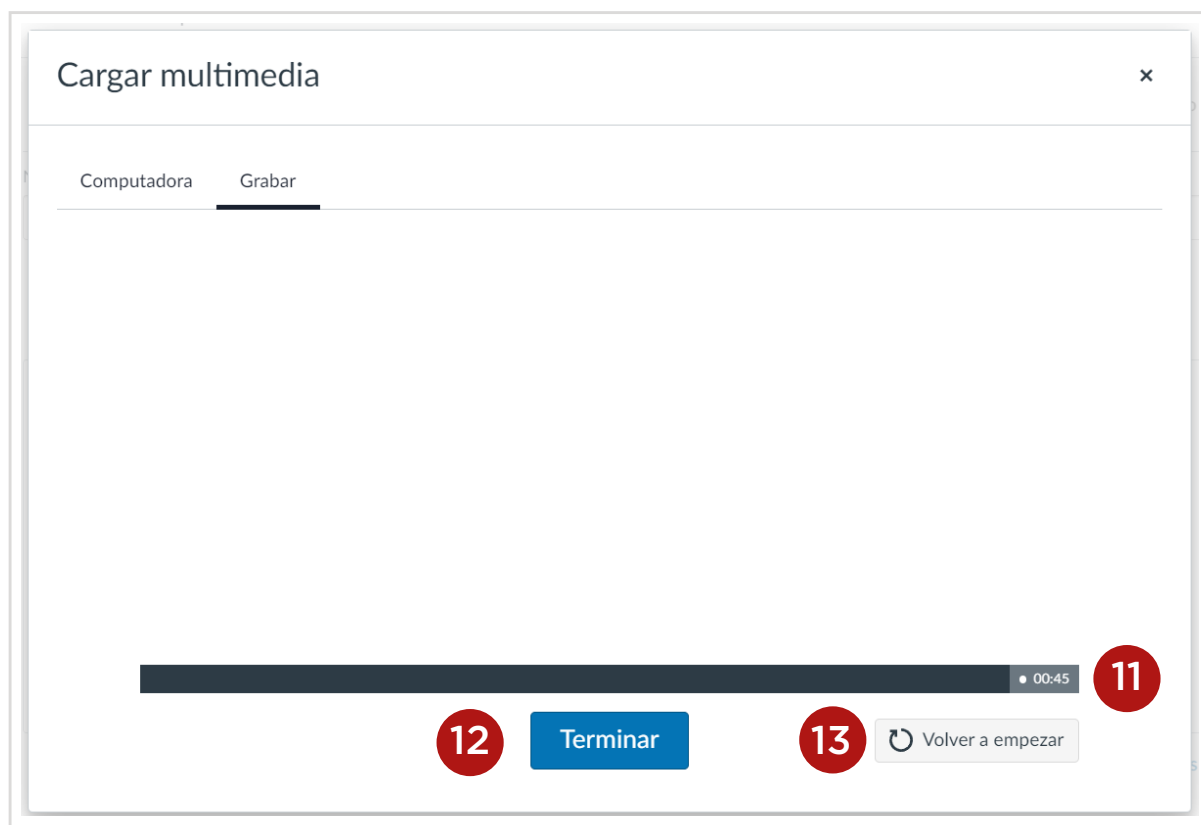 Cargar multimedia
×
Computadora Grabar
00:45
11
12
Terminar
13
Volver a empezar